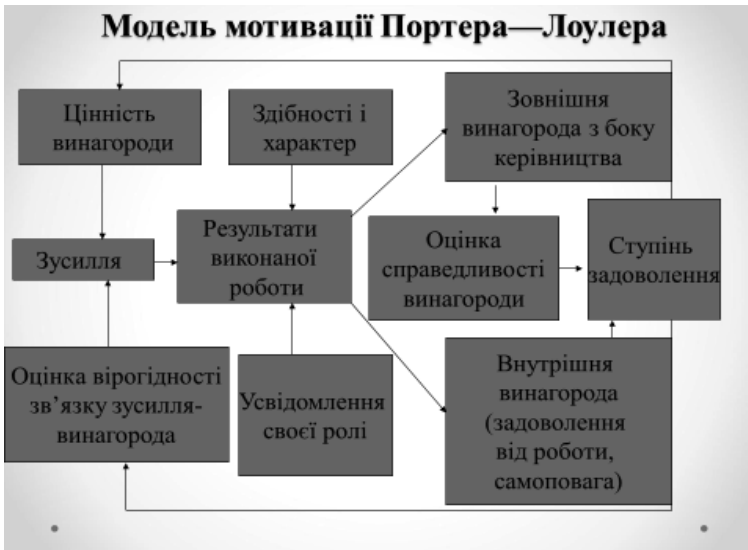 Модель мотивації Портера—Лоулера
Цінність
винагороди
Здібності і
характер
Зовнішня
винагорода з боку
керівництва
Зусилля
Результати
виконаної
роботи
Оцінка
справедливості
винагороди
Ступінь
задоволення
Оцінка вірогідності
зв’язку зусилля-
винагорода
Усвідомлення
своєї ролі
Внутрішня
винагорода
(задоволення
від роботи,
самоповага)